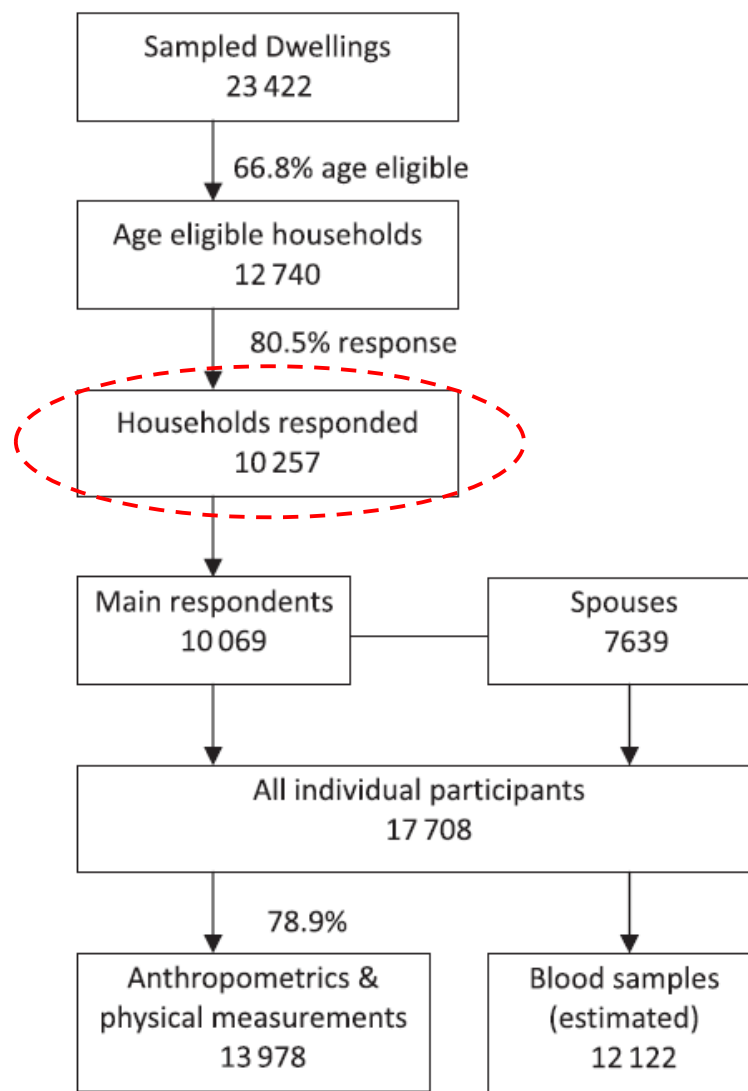 Sampled Dwellings
23 422
66.8% age eligible
Age eligible households
12 740
80.5% response
Households responded
10 257
Main respondents
10 069
Spouses
7639
All individual participants
17 708
78.9%
Anthropometrics &
physical measurements
13 978
Blood samples
(estimated)
12 122